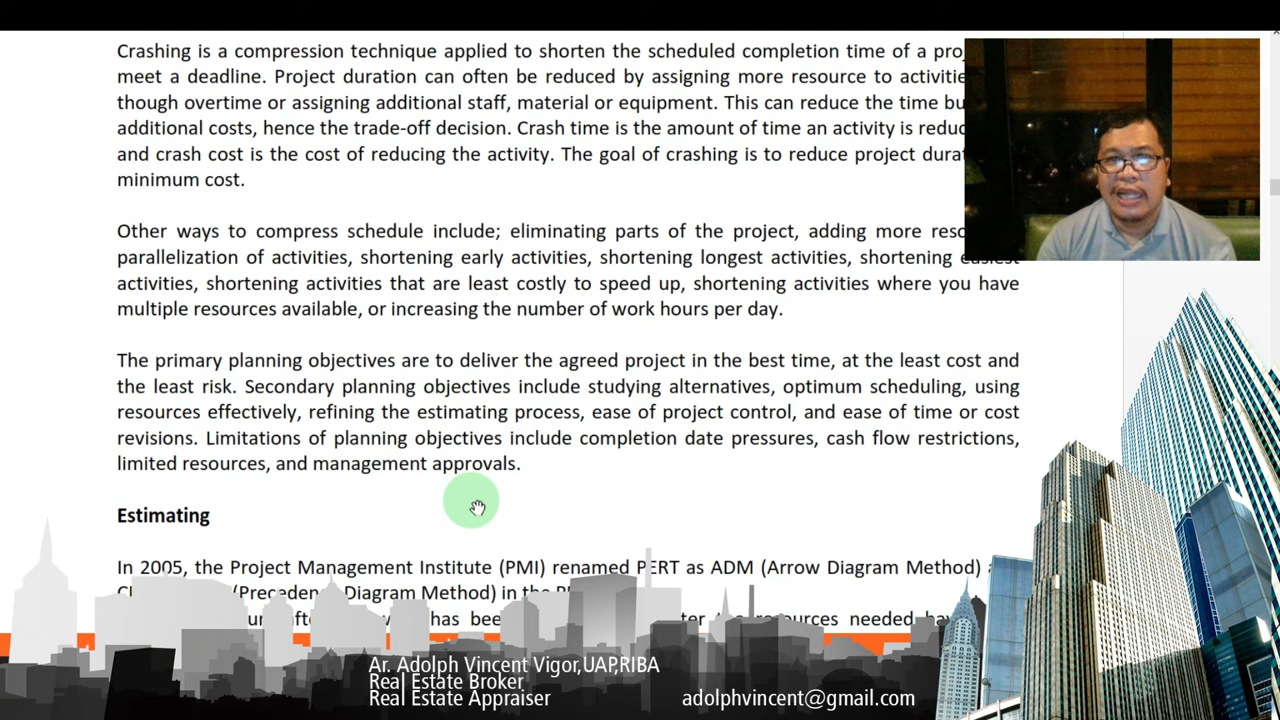 Crashing is a compression technique applied to shorten the scheduled completion time of a
meet a deadline. Project duration can often be reduced by assigning more resource to
though overtime or assigning additional staff, material or equipment. This can reduce the time
additional costs, hence the trade-off decision. Crash time is the amount of time an activity is
and crash cost is the cost of reducing the activity. The goal of crashing is to reduce project
minimum cost.
Other ways to compress schedule include; eliminating parts of the project, adding more
parallelization of activities, shortening early activities, shortening longest activities, shortening easiest
activities, shortening activities that are least costly to speed up, shortening activities where you have
multiple resources available, or increasing the number of work hours per day.
The primary planning objectives are to deliver the agreed project in the best time, at the least cost and
the least risk. Secondary planning objectives include studying alternatives, optimum scheduling, using
resources effectively, refining the estimating process, ease of project control, and ease of time or cost
revisions. Limitations of planning objectives include completion date pressures, cash flow restrictions,
limited resources, and management approvals.
Estimating
In 2005, the Project Management Institute (PMI) renamed PERT as ADM (Arrow Diagram Method)
(Precedence Diagram Method) in the
has the resources needed
Ar. Adolph Vincent Vigor,UAP,RIBA
Real Estate Broker
Real Estate Appraiser adolphvincent@gmail.com